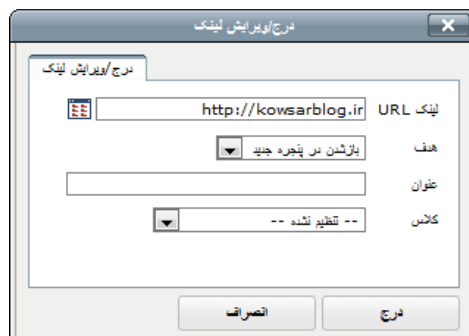 درج/ویرایش لینک
درج/ویرایش لینک
لینک URL http://kowsarblog.ir
هدف بازشدن در پنجره جدید
عنوان
کلاس -- تنظیم نشده --
درج انصراف